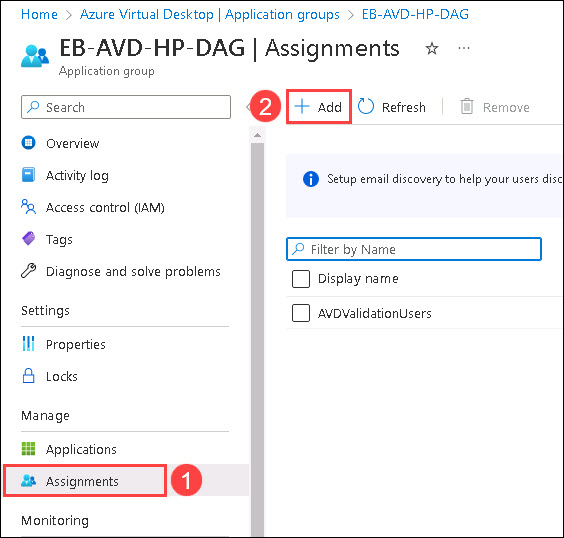 Home > Azure Virtual Desktop | Application groups > EB-AVD-HP-DAG
EB-AVD-HP-DAG | Assignments
Application group
Search
2
Add
Refresh
Remove
Overview
Activity log
Access control (IAM)
Tags
Diagnose and solve problems
Settings
Properties
Locks
Manage
Applications
Assignments
1
Monitoring
Setup email discovery to help your users disc
Filter by Name
Display name
AVDValidationUsers